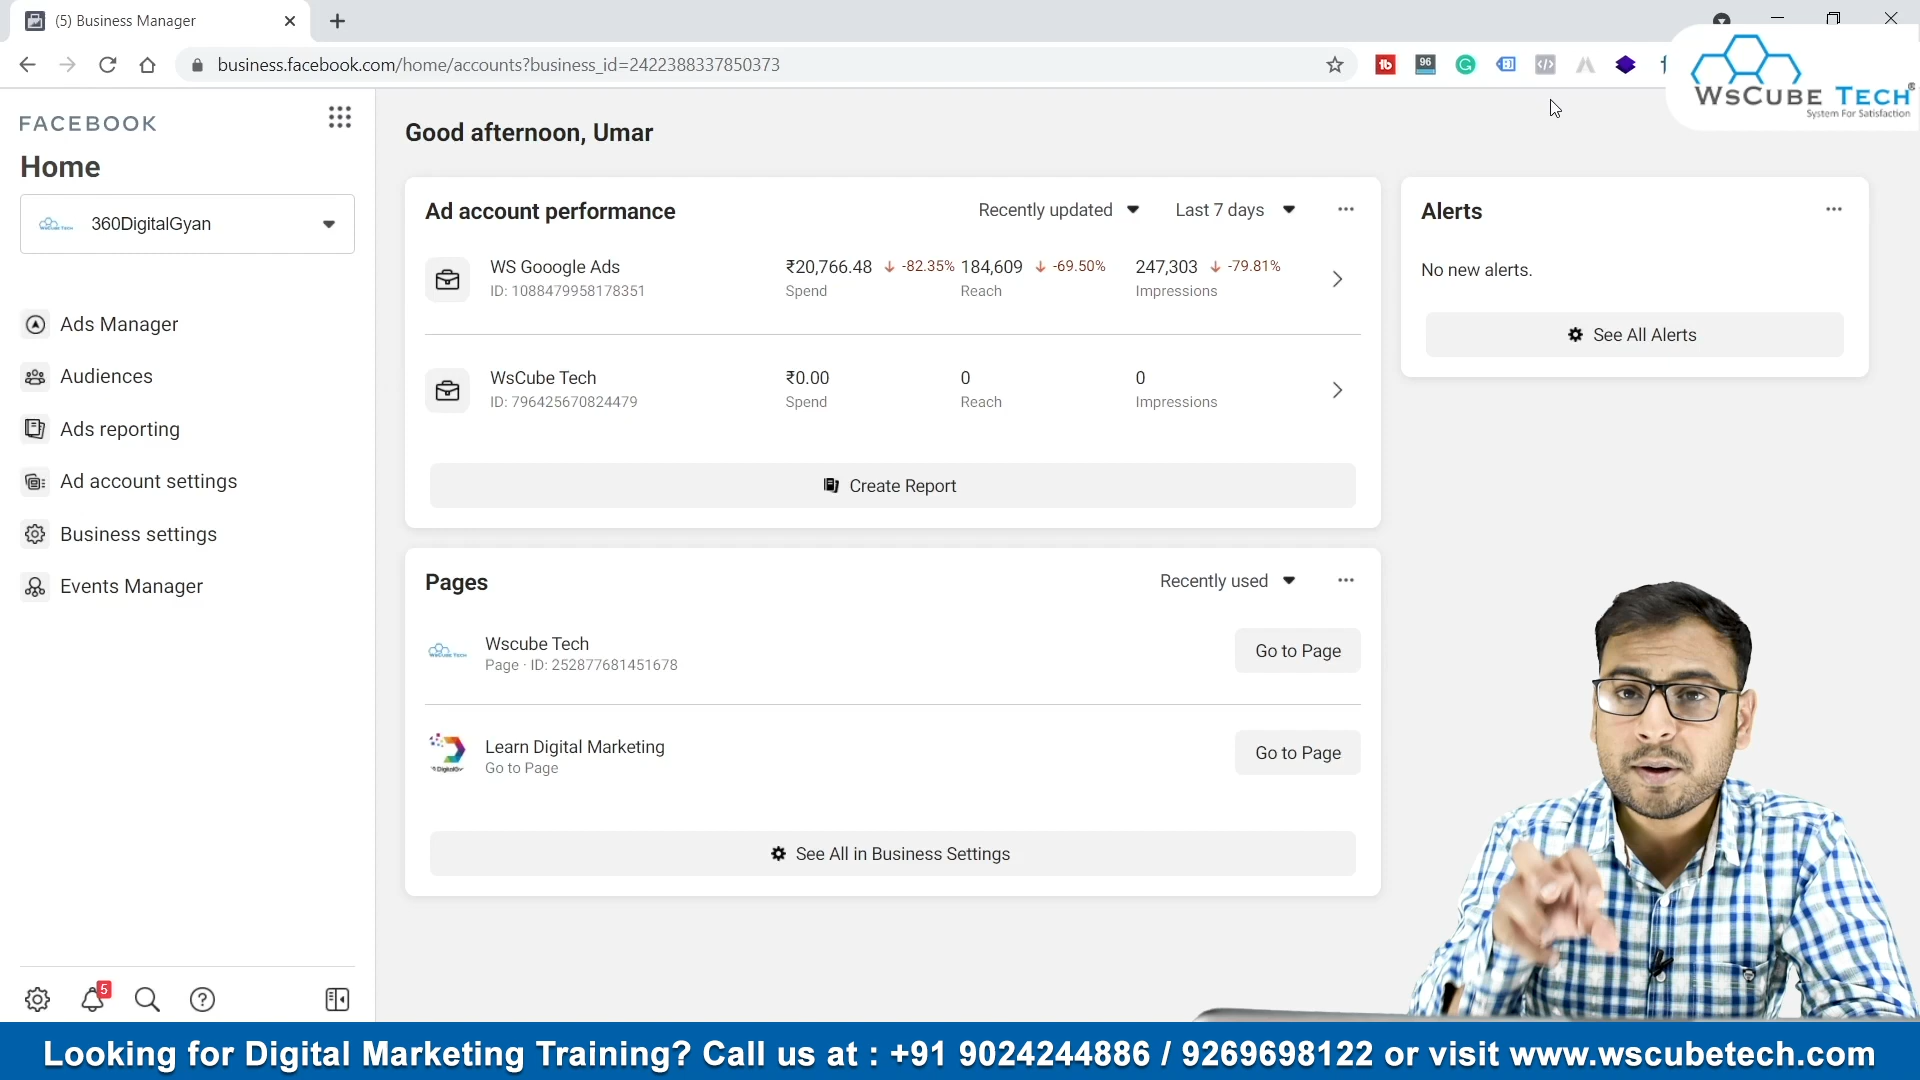 (5) Business Manager
business.facebook.com/home/accounts?business_id=2422388337850373
96
WsCube Tech®
System For Satisfaction
FACEBOOK
Home
360DigitalGyan
Ads Manager
Audiences
Ads reporting
Ad account settings
Business settings
Events Manager
5
Good afternoon, Umar
Ad account performance
Recently updated
Last 7 days
WS Gooogle Ads
₹20,766.48 -82.35% 184,609 -69.50% 247,303 -79.81%
ID: 1088479958178351 Spend Reach Impressions
WsCube Tech ₹0.00 0 0
ID: 796425670824479 Spend Reach Impressions
Create Report
Pages
Recently used
Wscube Tech
Page · ID: 252877681451678
Go to Page
Learn Digital Marketing
Go to Page
Go to Page
See All in Business Settings
Alerts
No new alerts.
See All Alerts
Looking for Digital Marketing Training? Call us at : +91 9024244886 / 9269698122 or visit www.wscubetech.com